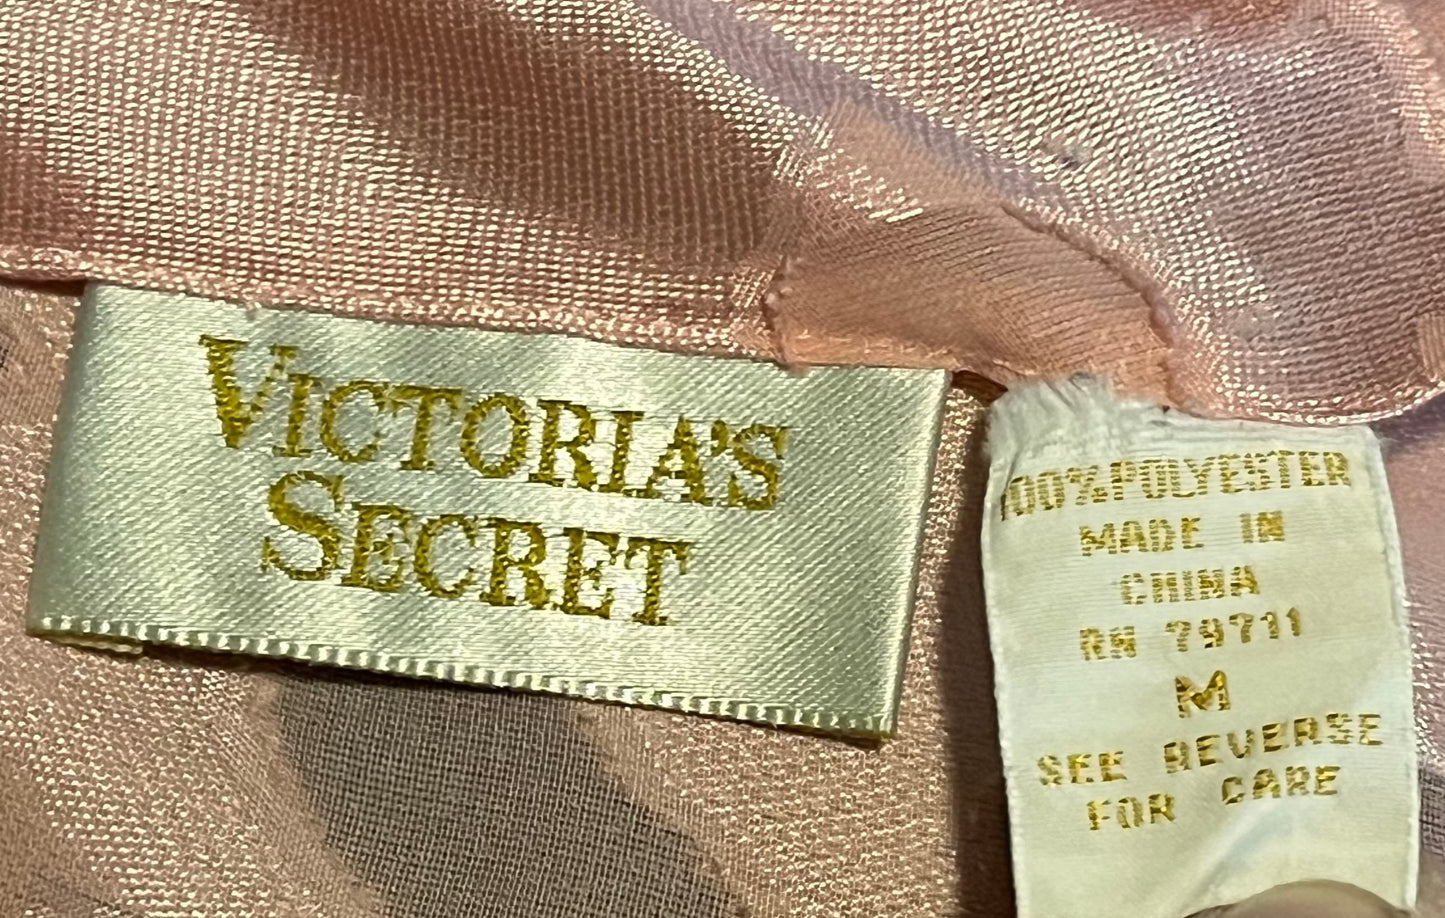 VICTORIA'S
SECRET
100% POLYESTER
MADE IN
CHINA
RN 79711
M
SEE REVERSE
FOR CARE